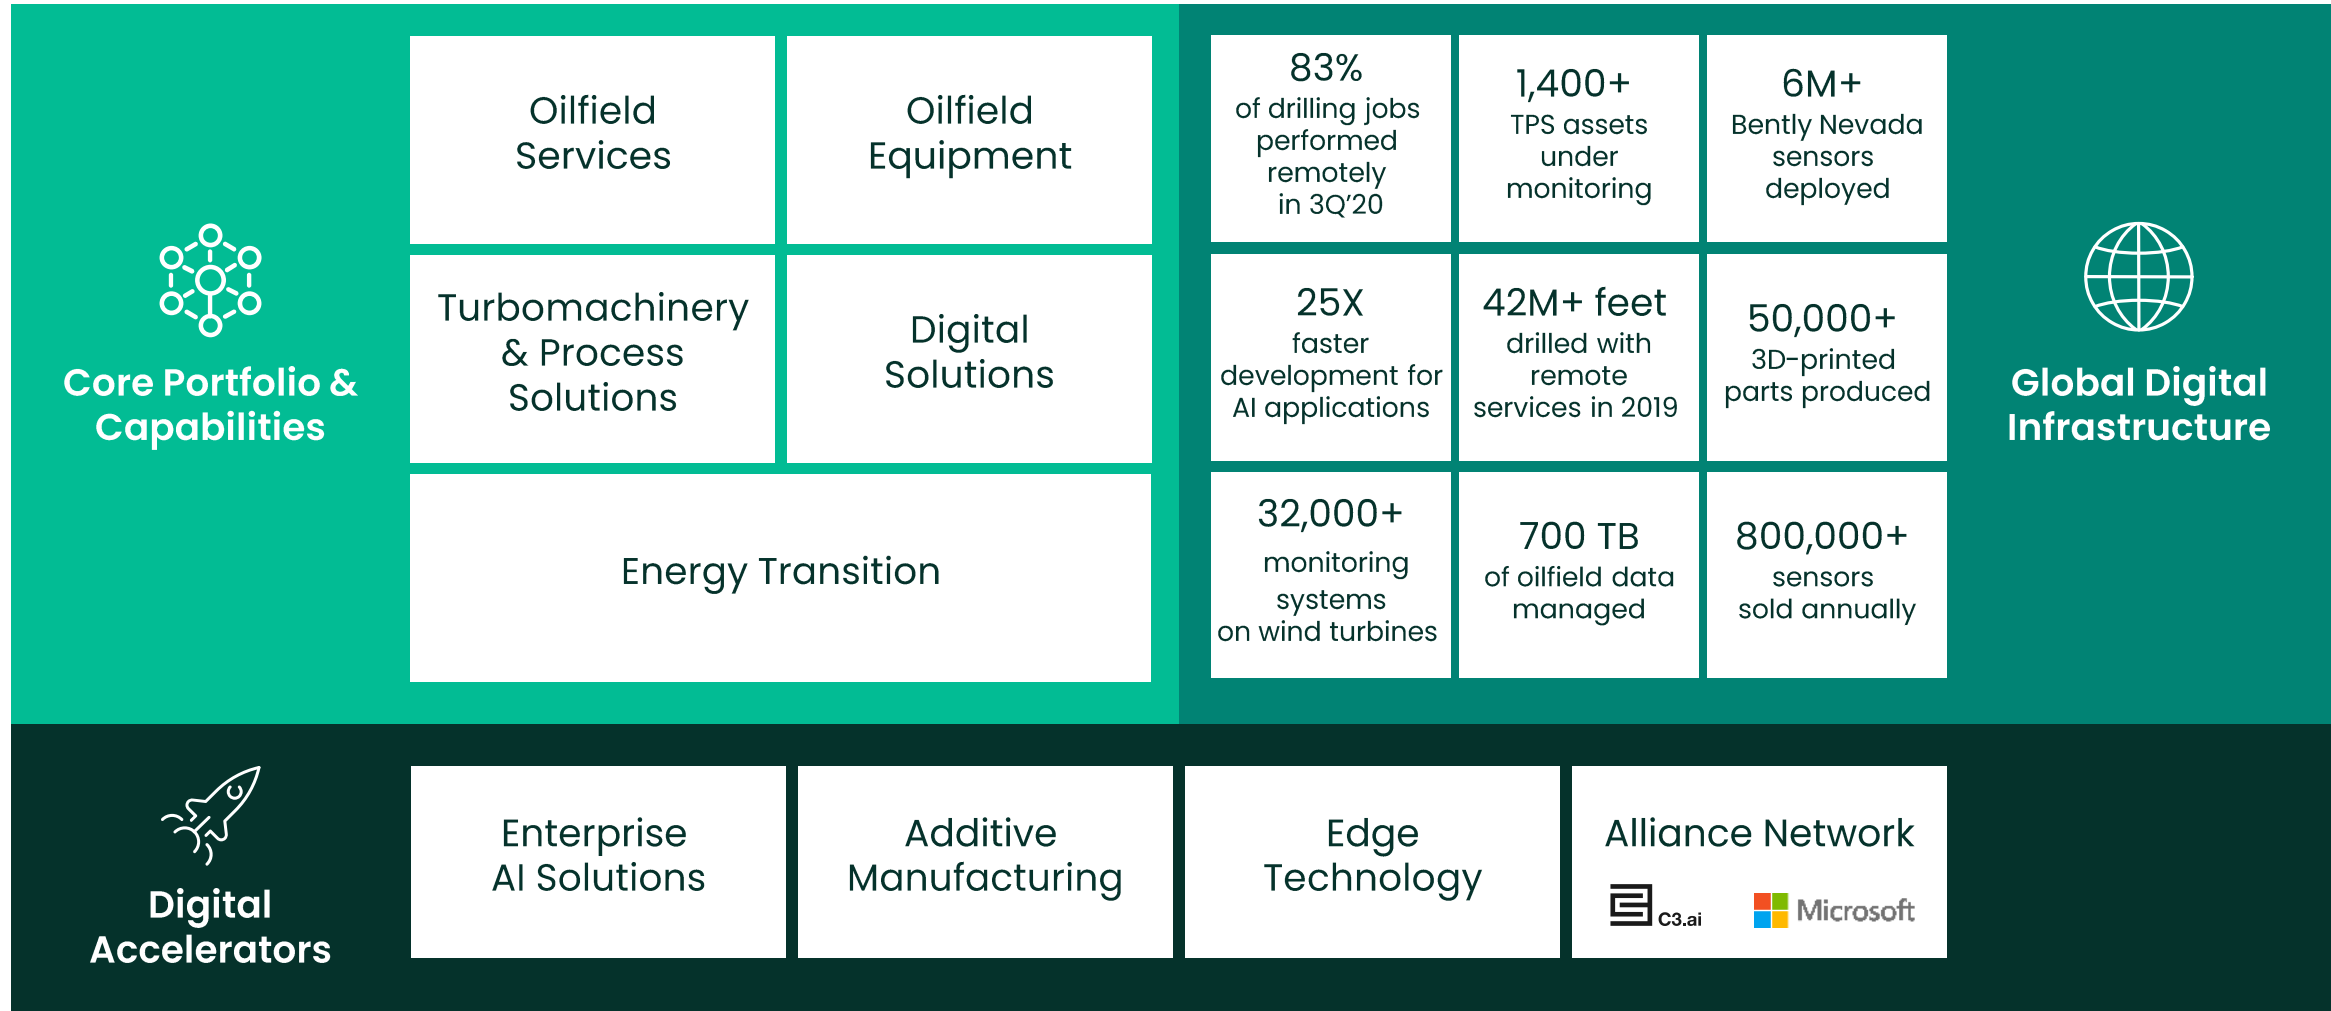 Core Portfolio &
Capabilities
Oilfield
Services
Oilfield
Equipment
Turbomachinery
& Process
Solutions
Digital
Solutions
Energy Transition
83%
of drilling jobs
performed
remotely
in 3Q’20
1,400+
TPS assets
under
monitoring
6M+
Bently Nevada
sensors
deployed
25X
faster
development for
AI applications
42M+ feet
drilled with
remote
services in 2019
50,000+
3D-printed
parts produced
32,000+
monitoring
systems
on wind turbines
700 TB
of oilfield data
managed
800,000+
sensors
sold annually
Global Digital
Infrastructure
Digital
Accelerators
Enterprise
AI Solutions
Additive
Manufacturing
Edge
Technology
Alliance Network
C3.ai
Microsoft